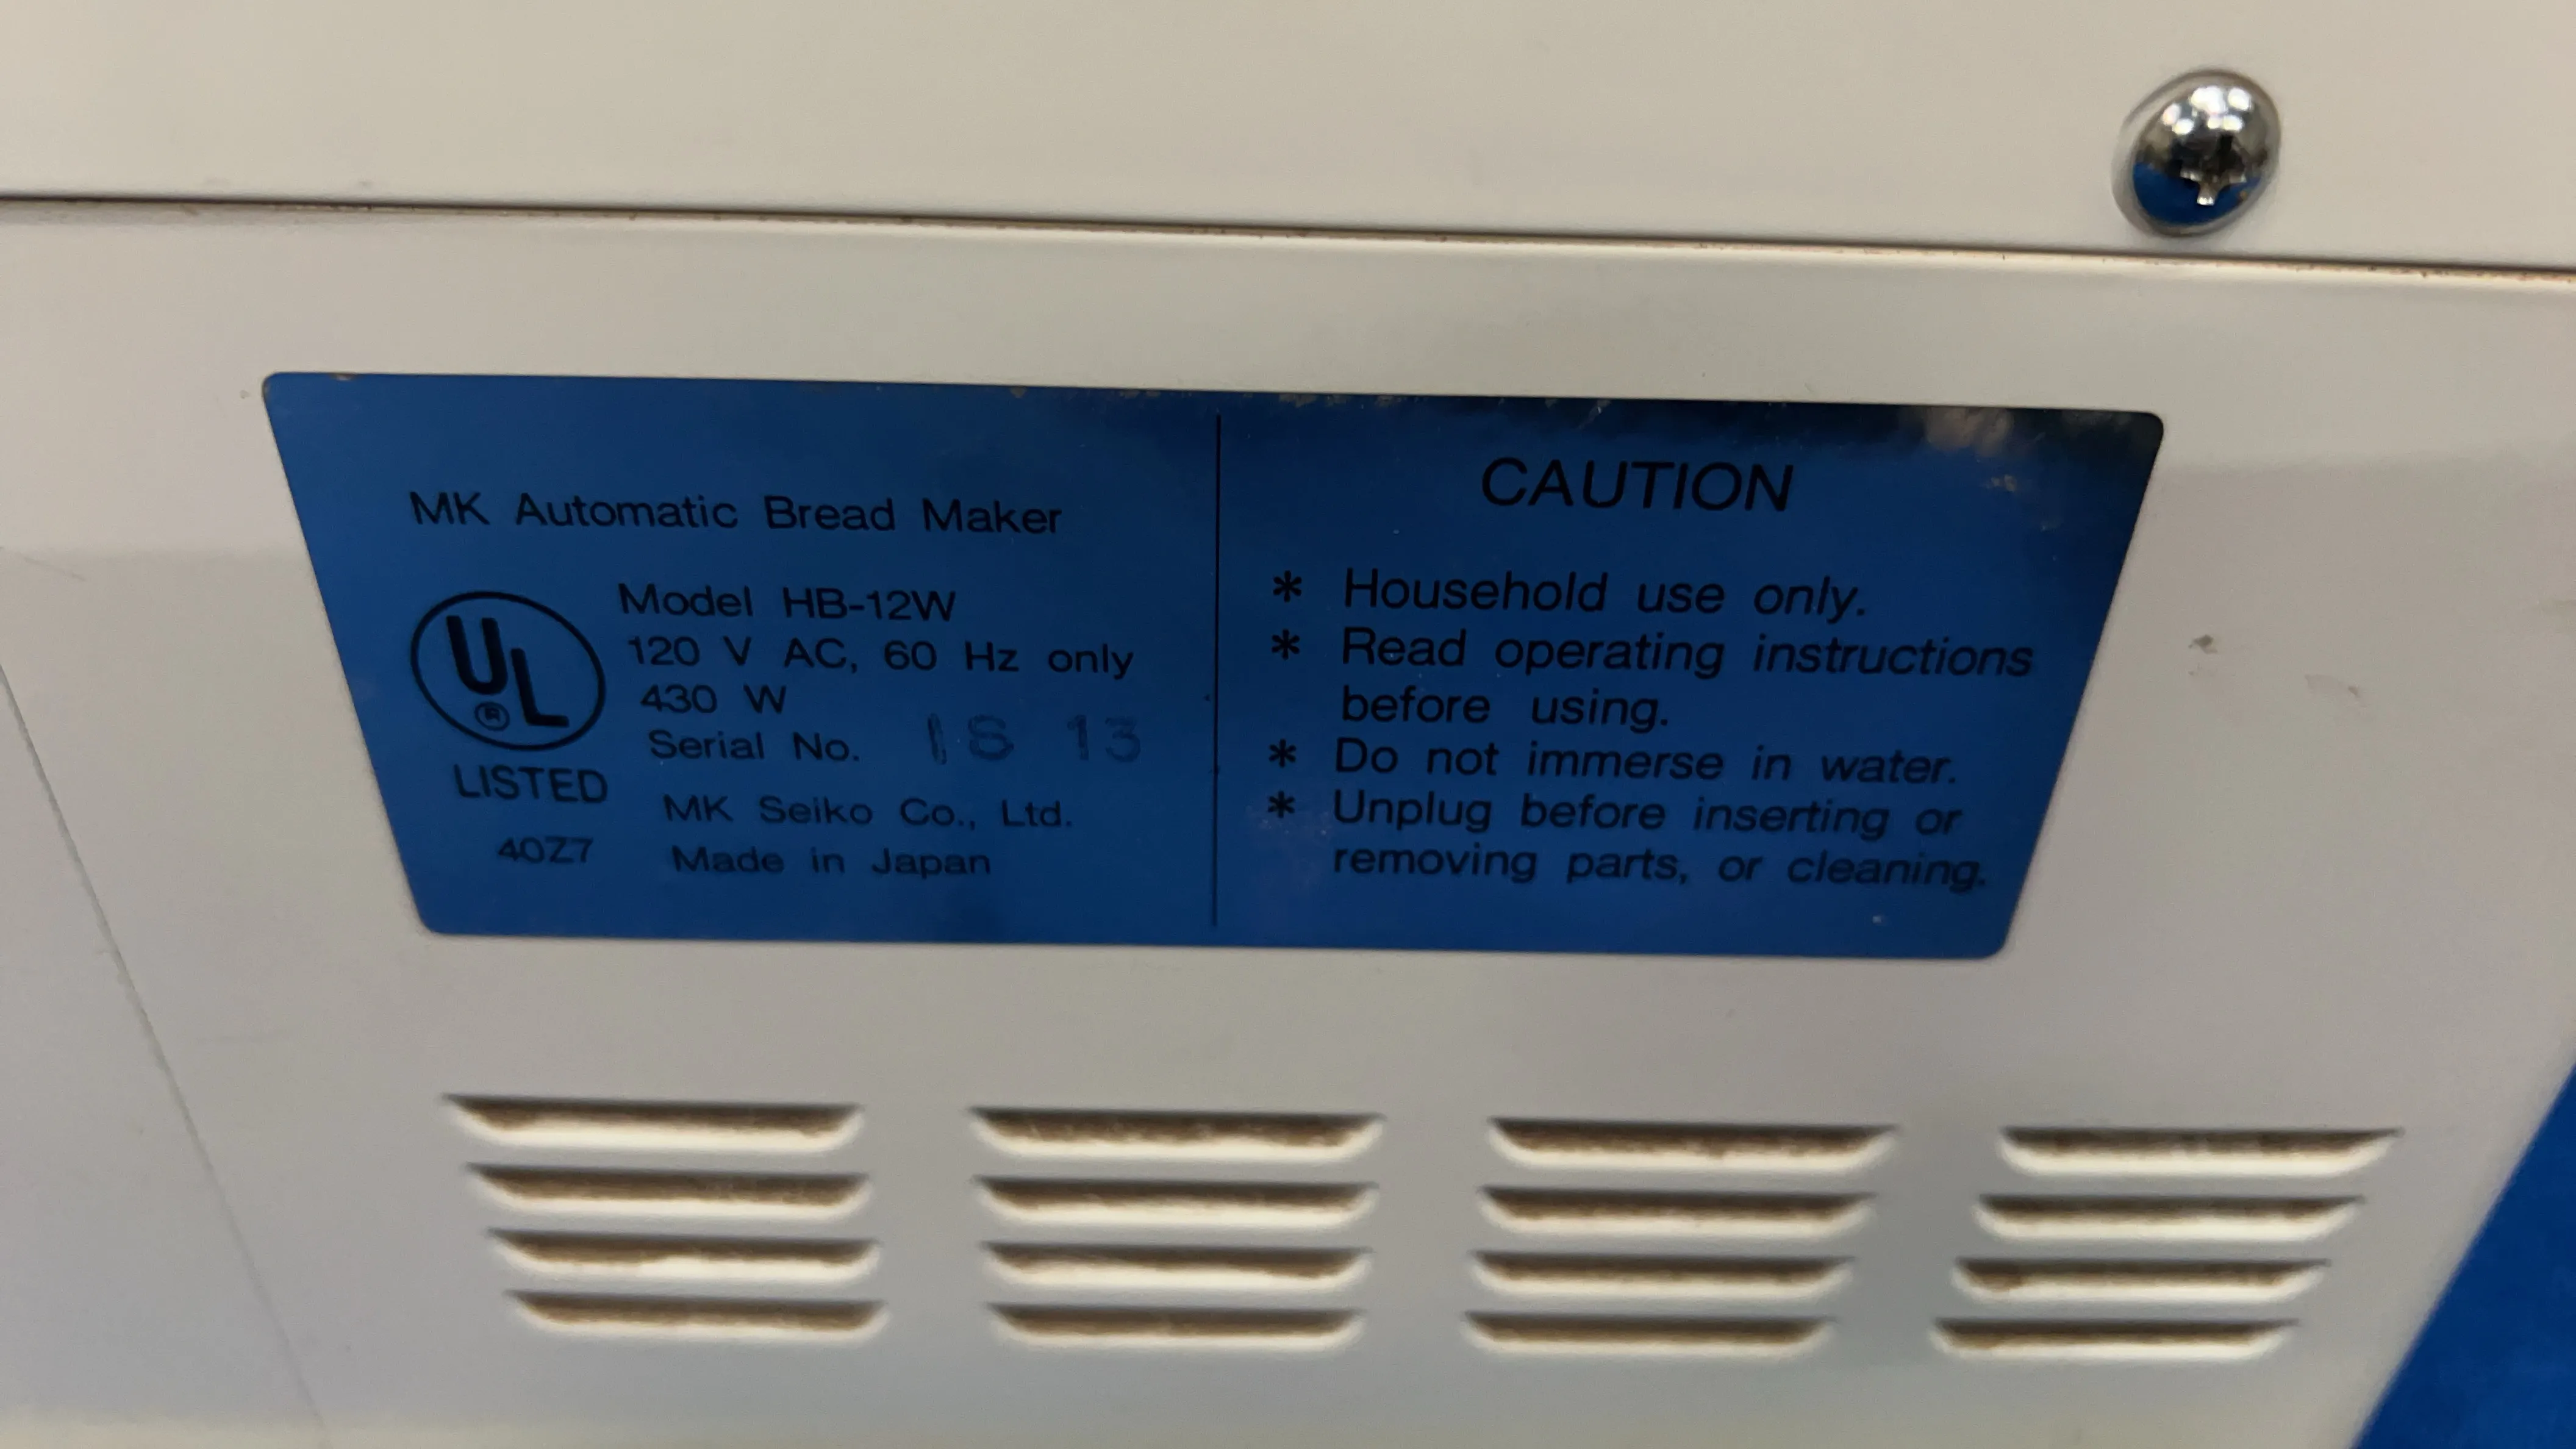 MK Automatic Bread Maker
UL
®
LISTED
40Z7
Model HB-12W
120 V AC, 60 Hz only
430 W
Serial No. IS 13
MK Seiko Co., Ltd.
Made in Japan
CAUTION
* Household use only.
* Read operating instructions
before using.
* Do not immerse in water.
* Unplug before inserting or
removing parts, or cleaning.